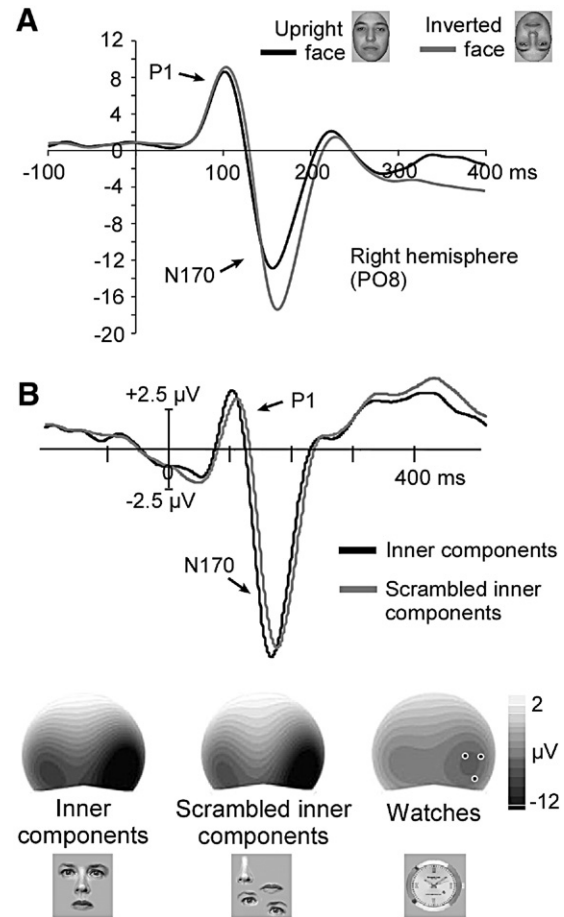 A
Upright
face
Inverted
face
12
8
4
0
-4
-8
-12
-16
-20
P1
-100
100
200
300
400 ms
N170
Right hemisphere
(PO8)
B
+2.5 µV
P1
0
-2.5 µV
400 ms
N170
Inner components
Scrambled inner
components
2
µV
-12
Inner
components
Scrambled inner
components
Watches